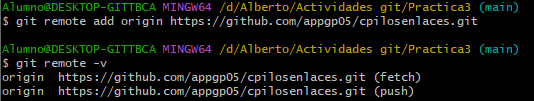 Alumno@DESKTOP-GITTBCA MINGW64 /d/Alberto/Actividades git/Practica3 (main)
$ git remote add origin https://github.com/appgp05/cpilosenlaces.git
Alumno@DESKTOP-GITTBCA MINGW64 /d/Alberto/Actividades git/Practica3 (main)
$ git remote -v
origin  https://github.com/appgp05/cpilosenlaces.git (fetch)
origin  https://github.com/appgp05/cpilosenlaces.git (push)